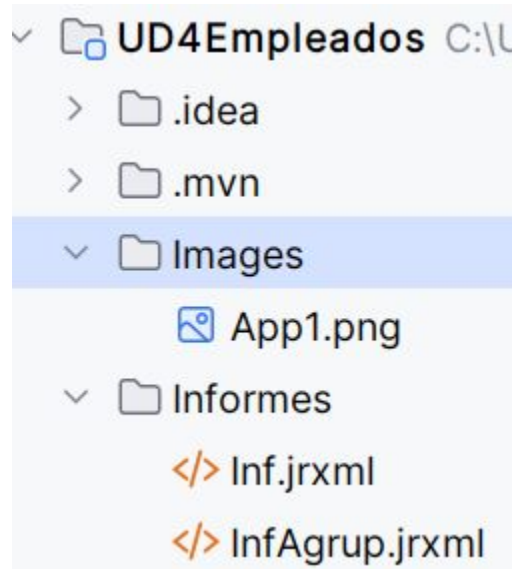 UD4Empleados C:\U
.idea
.mvn
Images
App1.png
Informes
Inf.jrxml
InfAgrup.jrxml